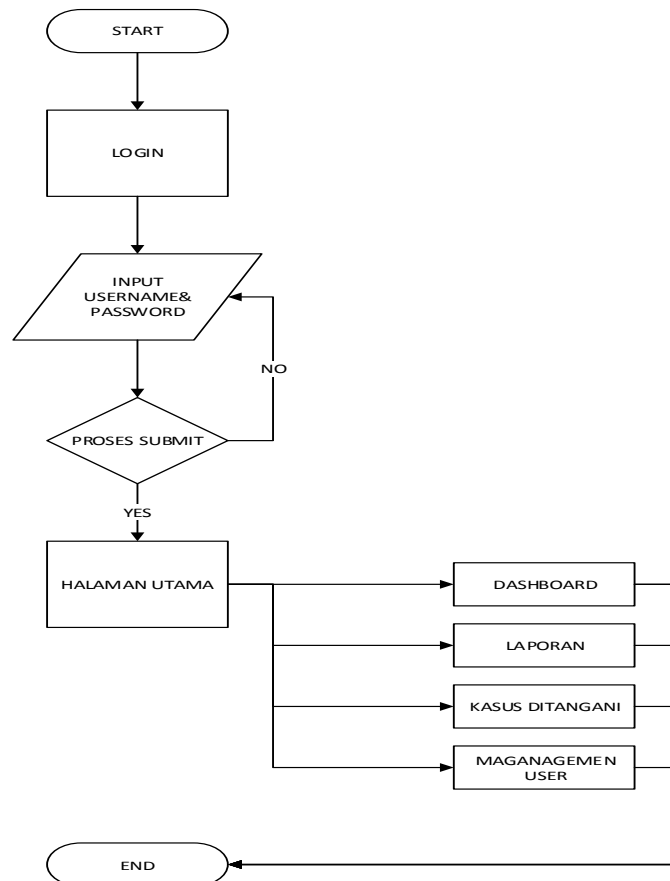 START
LOGIN
INPUT
USERNAME&
PASSWORD
NO
PROSES SUBMIT
YES
HALAMAN UTAMA
DASHBOARD
LAPORAN
KASUS DITANGANI
MAGANAGEMEN
USER
END